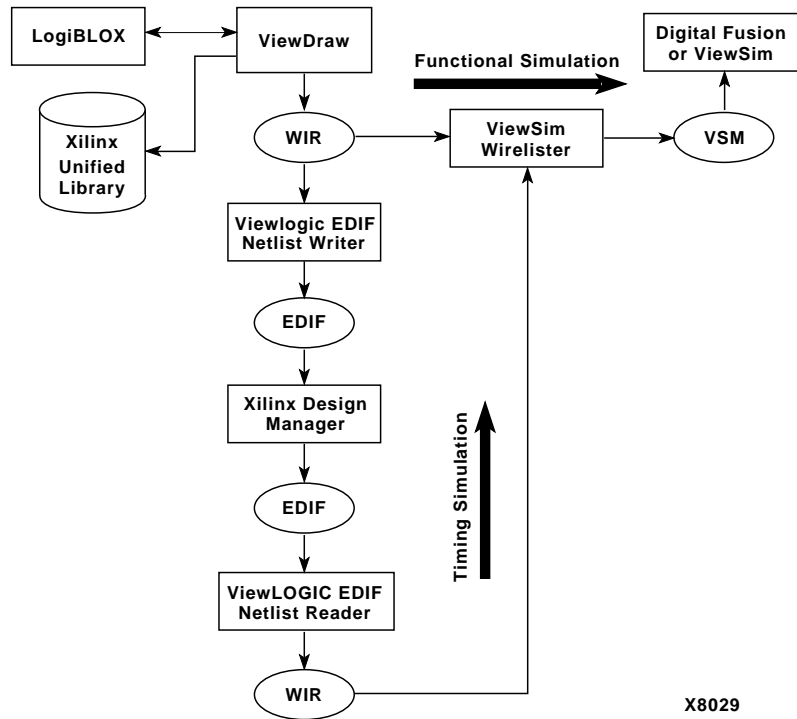 LogiBLOX
ViewDraw
Functional Simulation
Digital Fusion
or ViewSim
Xilinx
Unified
Library
WIR
ViewSim
Wirelister
VSM
Viewlogic EDIF
Netlist Writer
EDIF
Xilinx Design
Manager
EDIF
Timing Simulation
ViewLOGIC EDIF
Netlist Reader
WIR
X8029